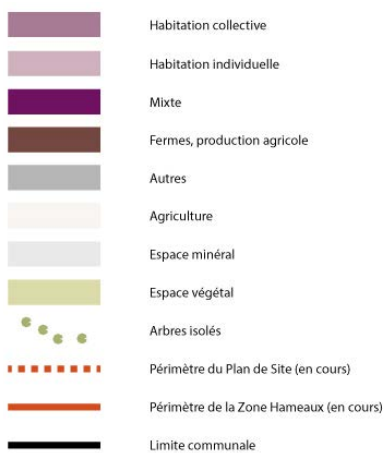 Habitation collective
Habitation individuelle
Mixte
Fermes, production agricole
Autres
Agriculture
Espace minéral
Espace végétal
Arbres isolés
Périmètre du Plan de Site (en cours)
Périmètre de la Zone Hameaux (en cours)
Limite communale